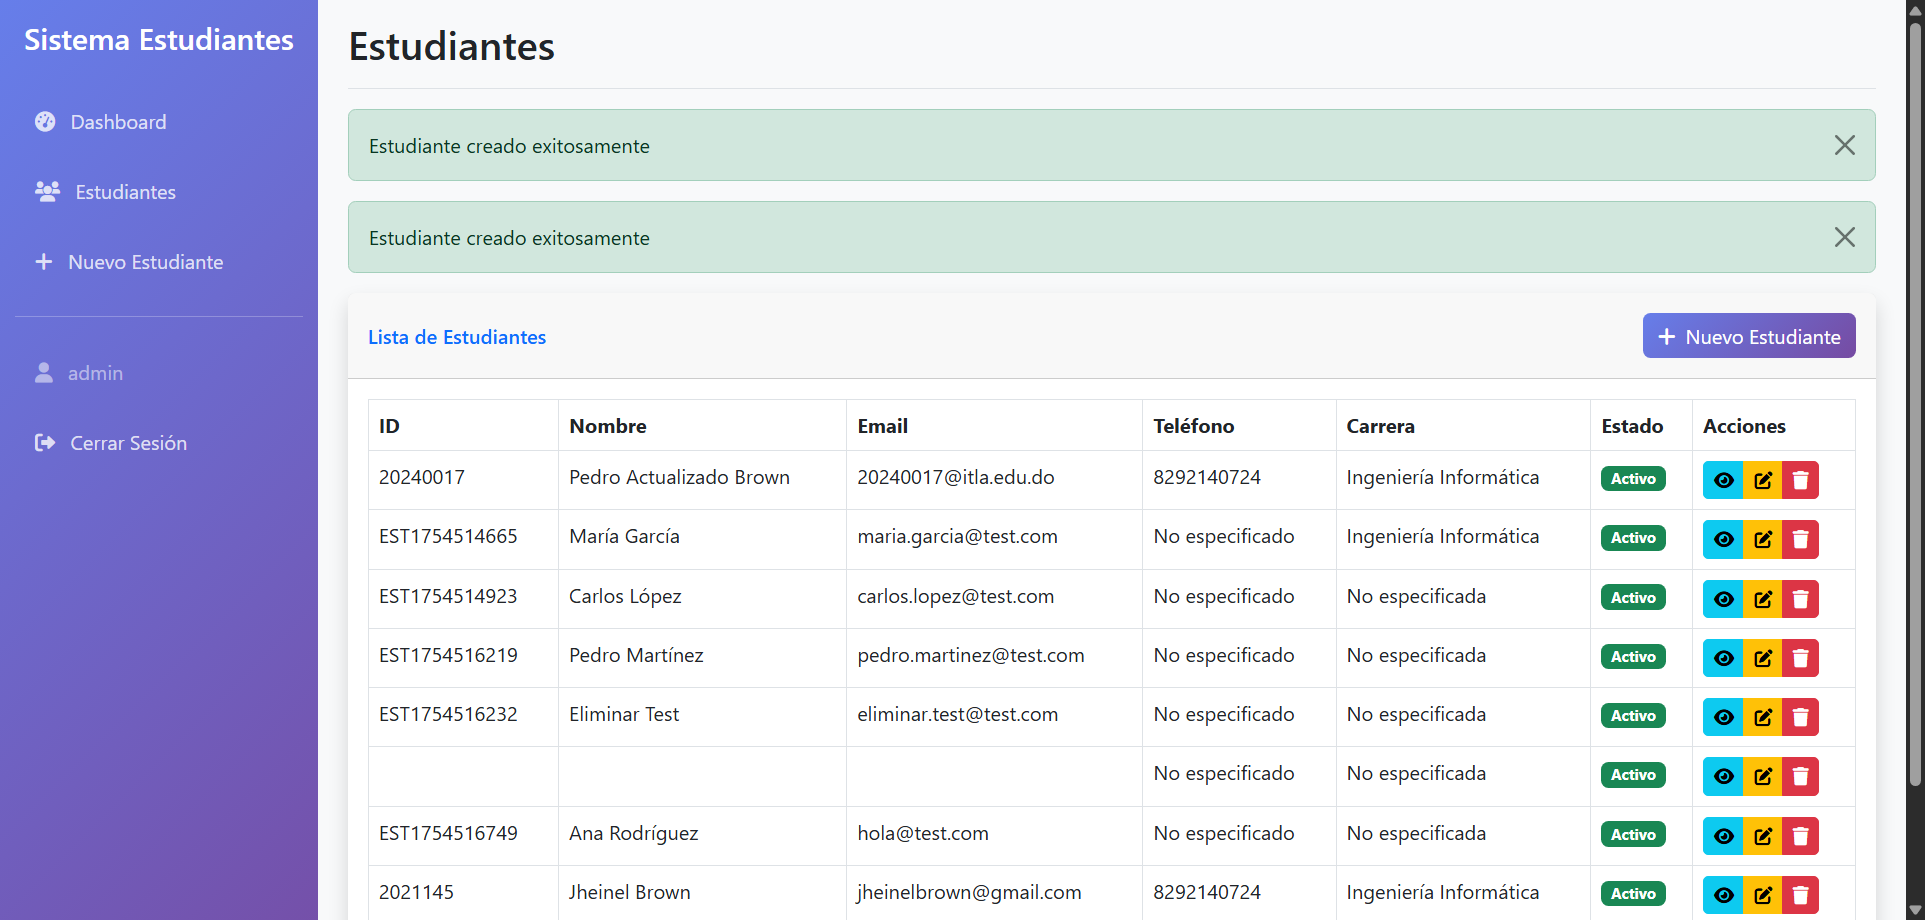 Sistema Estudiantes
Dashboard
Estudiantes
Nuevo Estudiante
admin
Cerrar Sesión
Estudiantes
Estudiante creado exitosamente
Estudiante creado exitosamente
Lista de Estudiantes
Nuevo Estudiante
ID Nombre Email Teléfono Carrera Estado Acciones
20240017 Pedro Actualizado Brown 20240017@itla.edu.do 8292140724 Ingeniería Informática Activo
EST1754514665 María García maria.garcia@test.com No especificado Ingeniería Informática Activo
EST1754514923 Carlos López carlos.lopez@test.com No especificado No especificada Activo
EST1754516219 Pedro Martínez pedro.martinez@test.com No especificado No especificada Activo
EST1754516232 Eliminar Test eliminar.test@test.com No especificado No especificada Activo
No especificado No especificada Activo
EST1754516749 Ana Rodríguez hola@test.com No especificado No especificada Activo
2021145 Jheinel Brown jheinelbrown@gmail.com 8292140724 Ingeniería Informática Activo